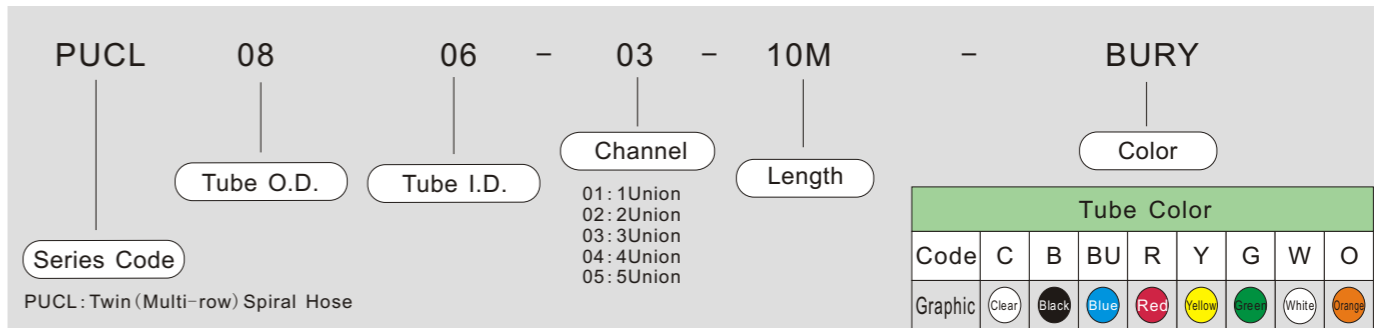 PUCL 08 06 - 03 - 10M - BURY
Series Code
Tube O.D.
Tube I.D.
Channel
Length
Color
PUCL: Twin (Multi-row) Spiral Hose
01: 1Union
02: 2Union
03: 3Union
04: 4Union
05: 5Union
Tube Color
Code C B BU R Y G W O
Graphic Clear Black Blue Red Yellow Green White Orange